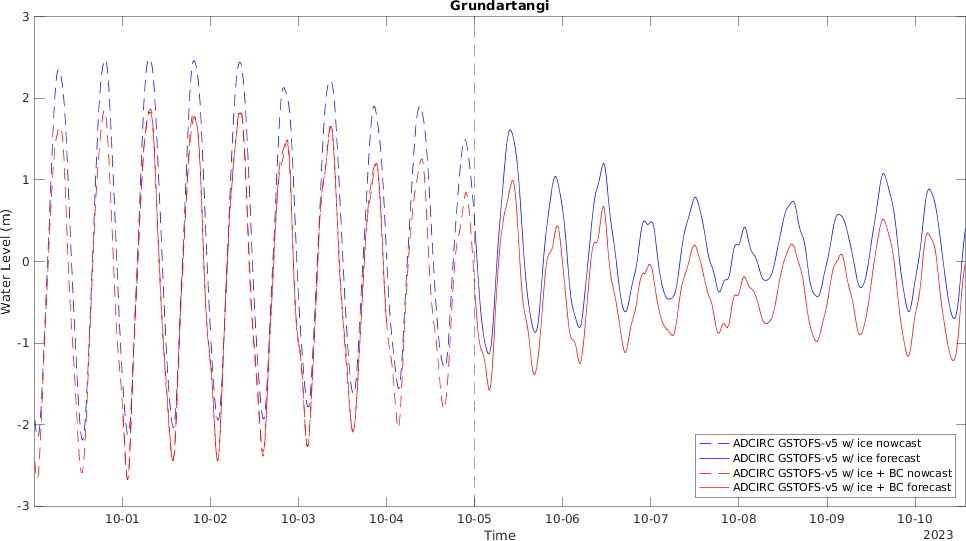 Grundartangi
3
2
1
0
-1
-2
-3
Water Level (m)
10-01 10-02 10-03 10-04 10-05 10-06 10-07 10-08 10-09 10-10
Time
2023
ADCIRC GSTOFS-v5 w/ ice nowcast
ADCIRC GSTOFS-v5 w/ ice forecast
ADCIRC GSTOFS-v5 w/ ice + BC nowcast
ADCIRC GSTOFS-v5 w/ ice + BC forecast